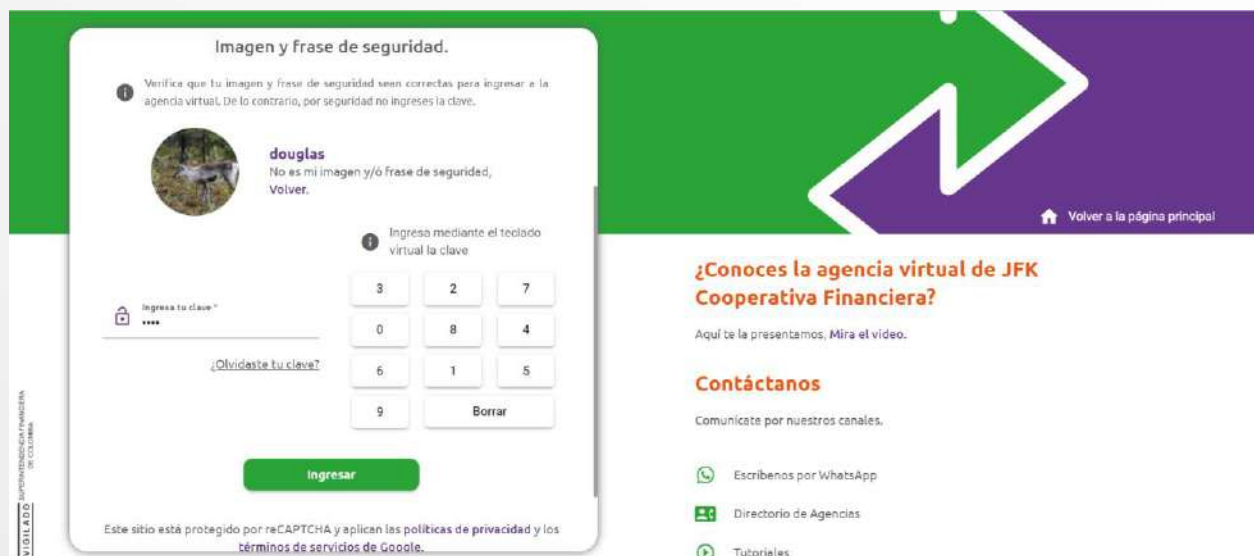 Imagen y frase de seguridad.
Verifica que tu imagen y frase de seguridad sean correctas para ingresar a la
agencia virtual. De lo contrario, por seguridad no ingreses la clave.
douglas
No es mi imagen y/ó frase de seguridad,
Volver.
Ingresa mediante el teclado
virtual la clave
3 2 7
0 8 4
6 1 5
9 Borrar
Ingresa tu clave *
••••
¿Olvidaste tu clave?
Ingresar
Este sitio está protegido por reCAPTCHA y aplican las políticas de privacidad y los
términos de servicios de Google.
VIGILADO
SUPERINTENDENCIA FINANCIERA
DE COLOMBIA
Volver a la página principal
¿Conoces la agencia virtual de JFK
Cooperativa Financiera?
Aquí te la presentamos, Mira el video.
Contáctanos
Comunícate por nuestros canales.
Escríbenos por WhatsApp
Directorio de Agencias
Tutoriales